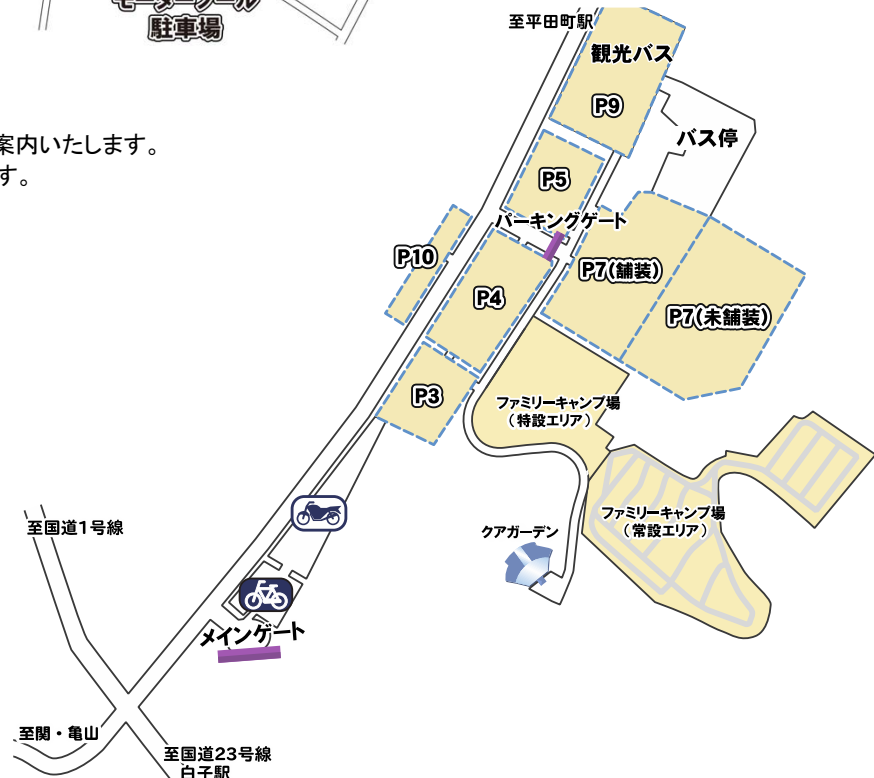 モータープール
駐車場
至平田町駅
観光バス
P9
案内いたします。
す。
バス停
P5
パーキングゲート
P10
P7(舗装)
P4
P7(未舗装)
P3
ファミリーキャンプ場
(特設エリア)
至国道1号線
ファミリーキャンプ場
(常設エリア)
クアガーデン
メインゲート
至関・亀山
至国道23号線
白子駅